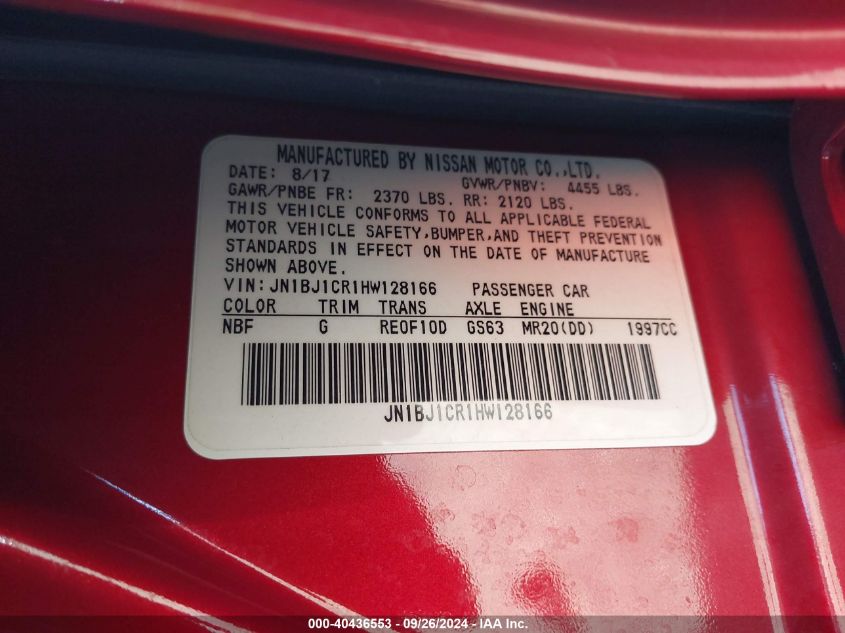 MANUFACTURED BY NISSAN MOTOR CO.,LTD.
DATE: 8/17 GVWR/PNBV: 4455 LBS.
GAWR/PNBE FR: 2370 LBS. RR: 2120 LBS.
THIS VEHICLE CONFORMS TO ALL APPLICABLE FEDERAL
MOTOR VEHICLE SAFETY,BUMPER,AND THEFT PREVENTION
STANDARDS IN EFFECT ON THE DATE OF MANUFACTURE
SHOWN ABOVE.
VIN:JN1BJ1CR1HW128166 PASSENGER CAR
COLOR TRIM TRANS AXLE ENGINE
NBF G RE0F10D GS63 MR20(DD) 1997CC
JN1BJ1CR1HW128166
000-40436553 - 09/26/2024 - IAA Inc.